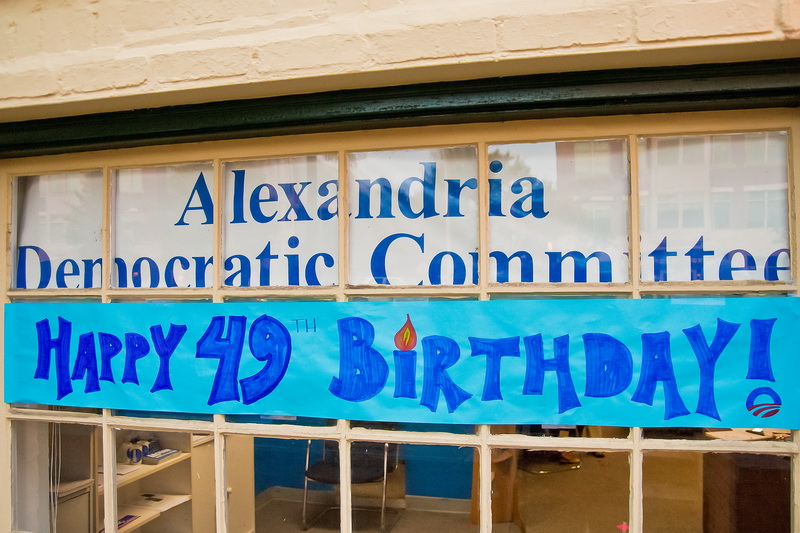 Alexandria
Democratic Committee
HAPPY 49TH BiRTHDAY!